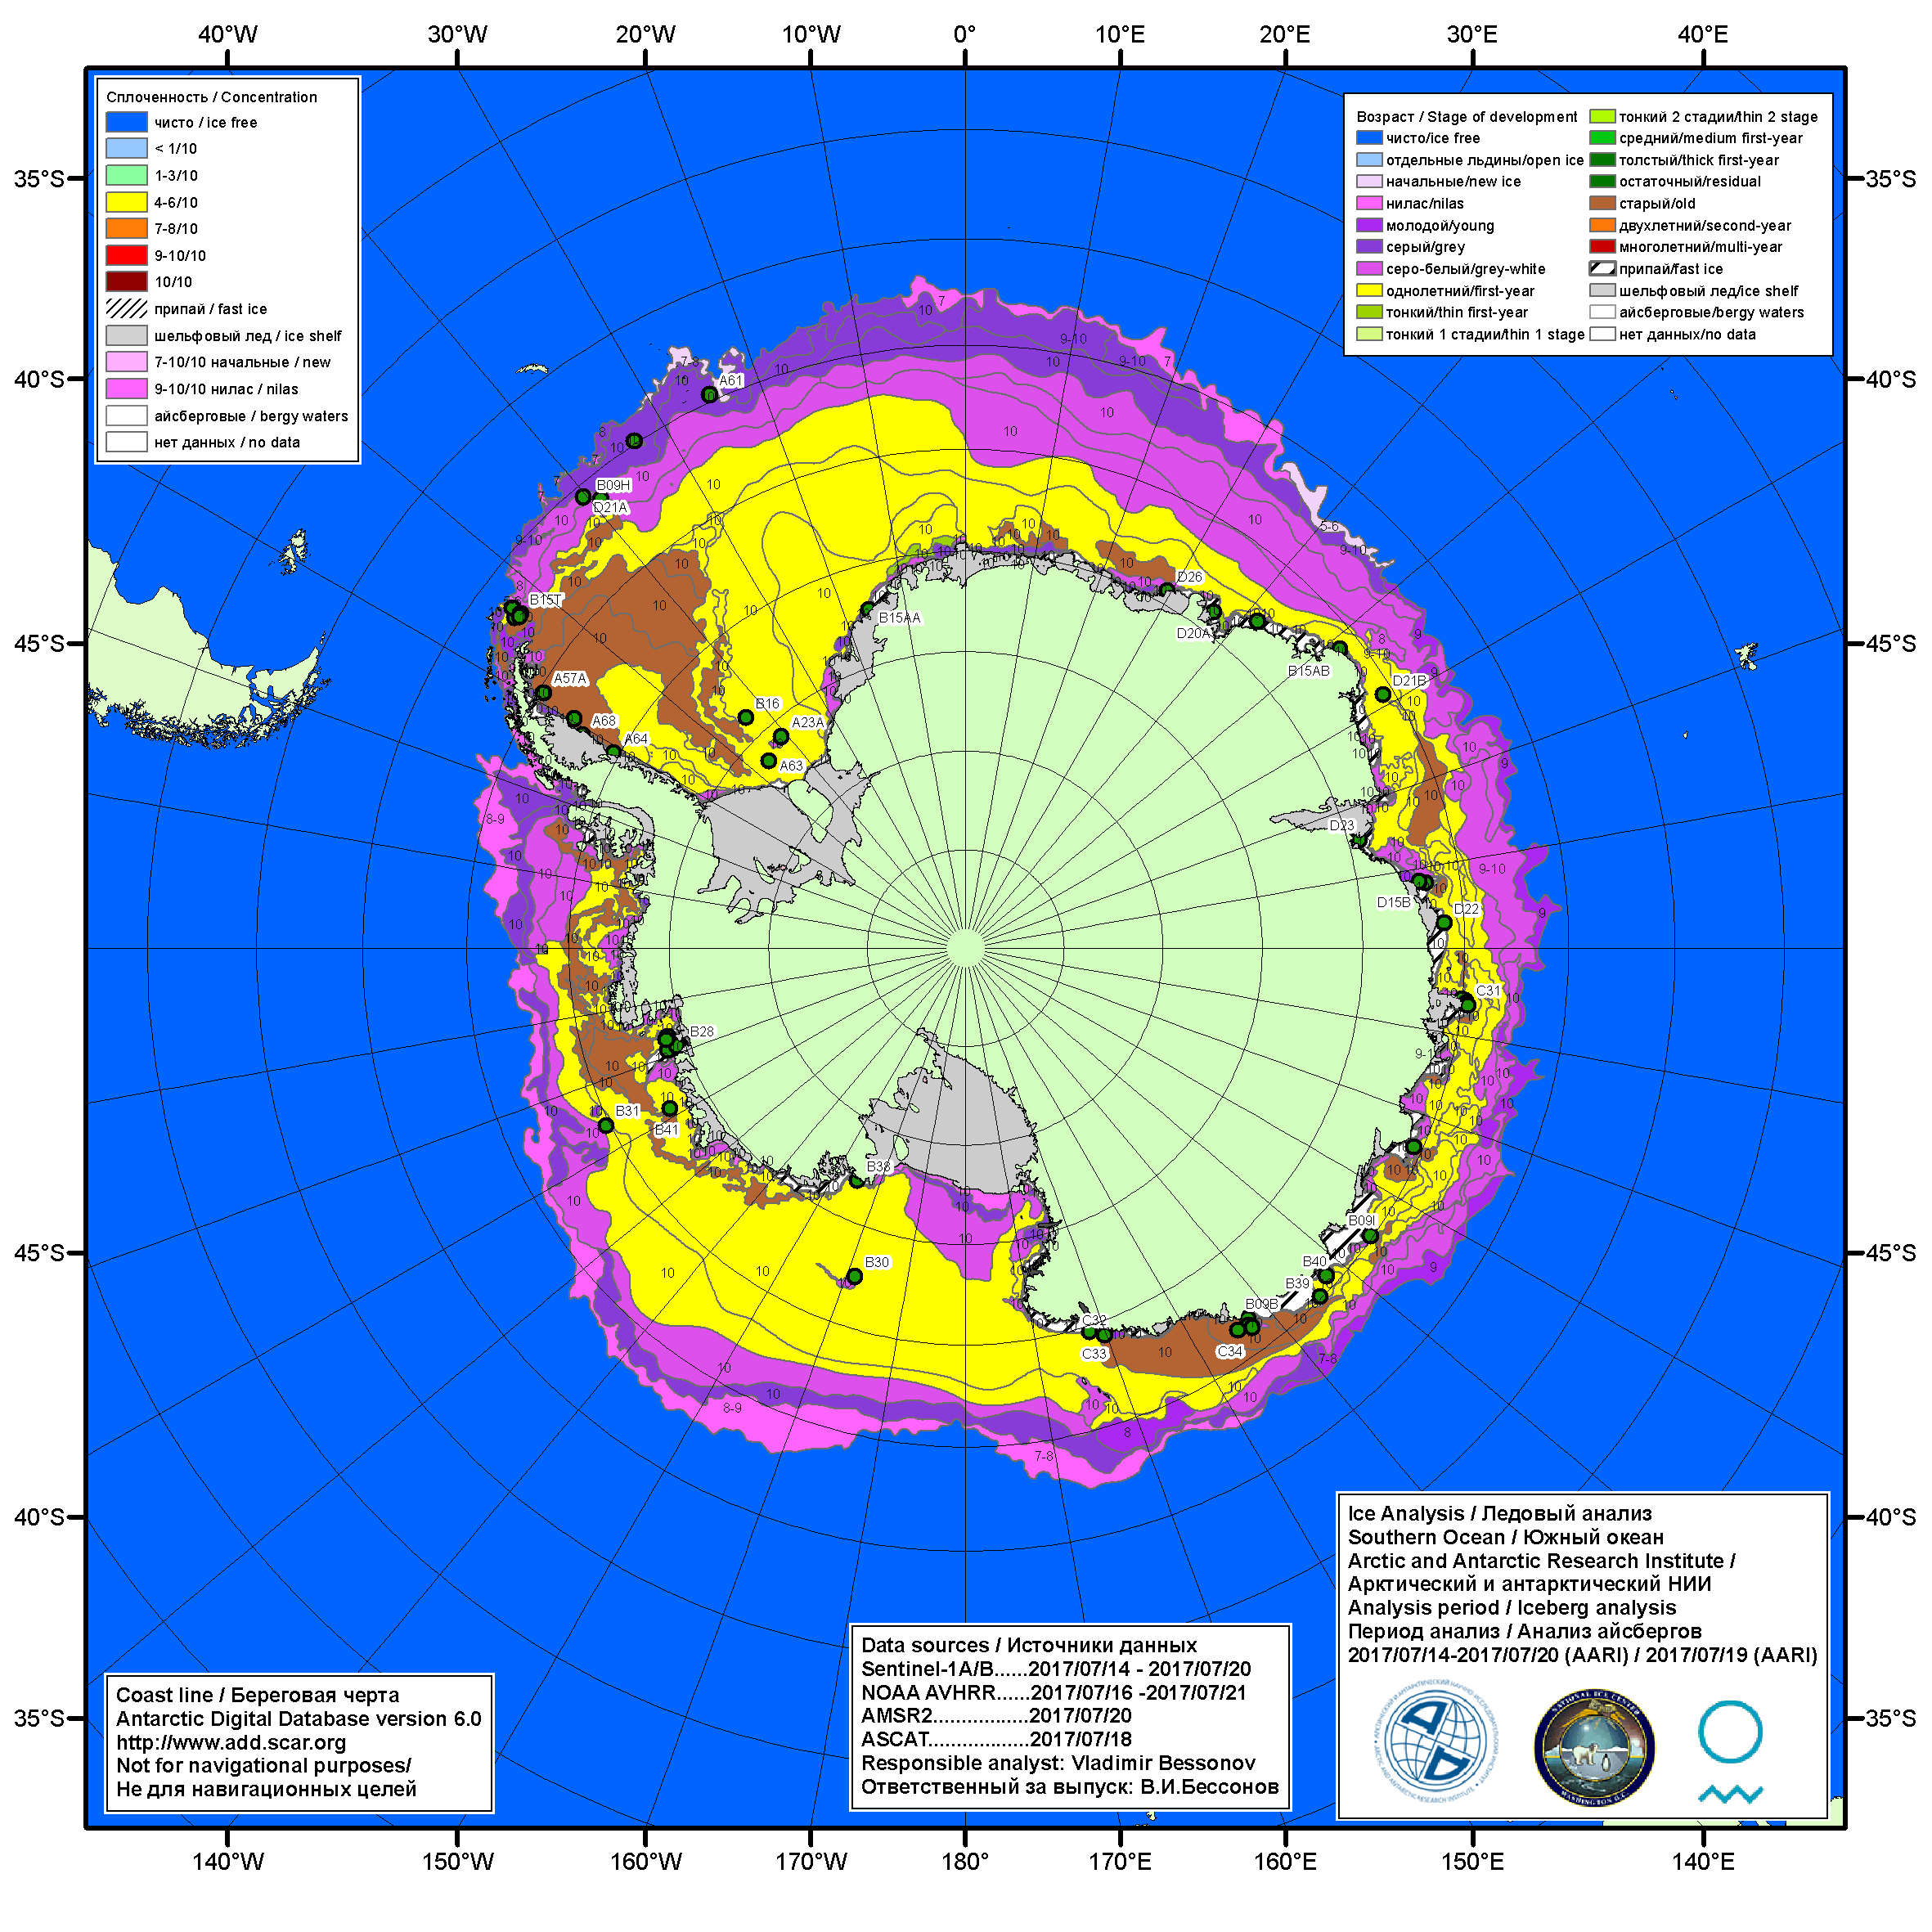 40°W 30°W 20°W 10°W 0° 10°E 20°E 30°E 40°E
Сплоченность / Concentration
чисто / ice free
< 1/10
1-3/10
4-6/10
7-8/10
9-10/10
10/10
припай / fast ice
шельфовый лед / ice shelf
7-10/10 начальные / new
9-10/10 нилас / nilas
айсберговые / bergy waters
нет данных / no data
Возраст / Stage of development
чисто/ice free
отдельные льдины/open ice
начальные/new ice
нилас/nilas
молодой/young
серый/grey
серо-белый/grey-white
однолетний/first-year
тонкий/thin first-year
тонкий 1 стадии/thin 1 stage
тонкий 2 стадии/thin 2 stage
средний/medium first-year
толстый/thick first-year
остаточный/residual
старый/old
двухлетний/second-year
многолетний/multi-year
припай/fast ice
шельфовый лед/ice shelf
айсберговые/bergy waters
нет данных/no data
35°S 35°S
40°S 40°S
45°S 45°S
45°S 45°S
40°S 40°S
35°S 35°S
A61
B09H
D21A
B15T
A57A
A68
A64
B16
A23A
A63
B15AA
D26
D20A
B15AB
D21B
D23
D15B
D22
C31
B28
B31
B41
B38
B30
B09I
B40
B39
B09B
C32
C33
C34
Ice Analysis / Ледовый анализ
Southern Ocean / Южный океан
Arctic and Antarctic Research Institute /
Арктический и антарктический НИИ
Analysis period / Iceberg analysis
Период анализ / Анализ айсбергов
2017/07/14-2017/07/20 (AARI) / 2017/07/19 (AARI)
NATIONAL ICE CENTER
WASHINGTON D.C.
Data sources / Источники данных
Sentinel-1A/B......2017/07/14 - 2017/07/20
NOAA AVHRR......2017/07/16 -2017/07/21
AMSR2.................2017/07/20
ASCAT..................2017/07/18
Responsible analyst: Vladimir Bessonov
Ответственный за выпуск: В.И.Бессонов
Coast line / Береговая черта
Antarctic Digital Database version 6.0
http://www.add.scar.org
Not for navigational purposes/
Не для навигационных целей
140°W 150°W 160°W 170°W 180° 170°E 160°E 150°E 140°E